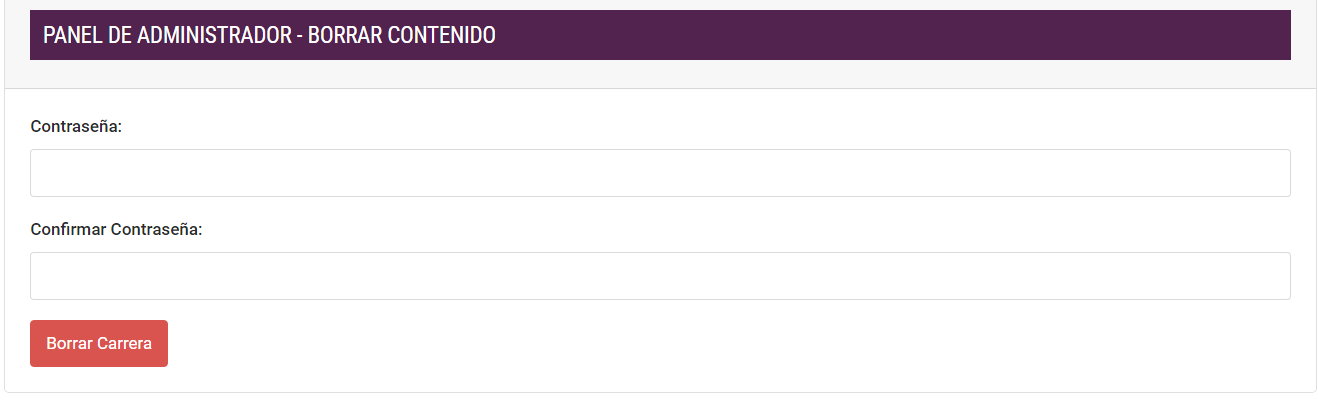 PANEL DE ADMINISTRADOR - BORRAR CONTENIDO
Contraseña:
Confirmar Contraseña:
Borrar Carrera